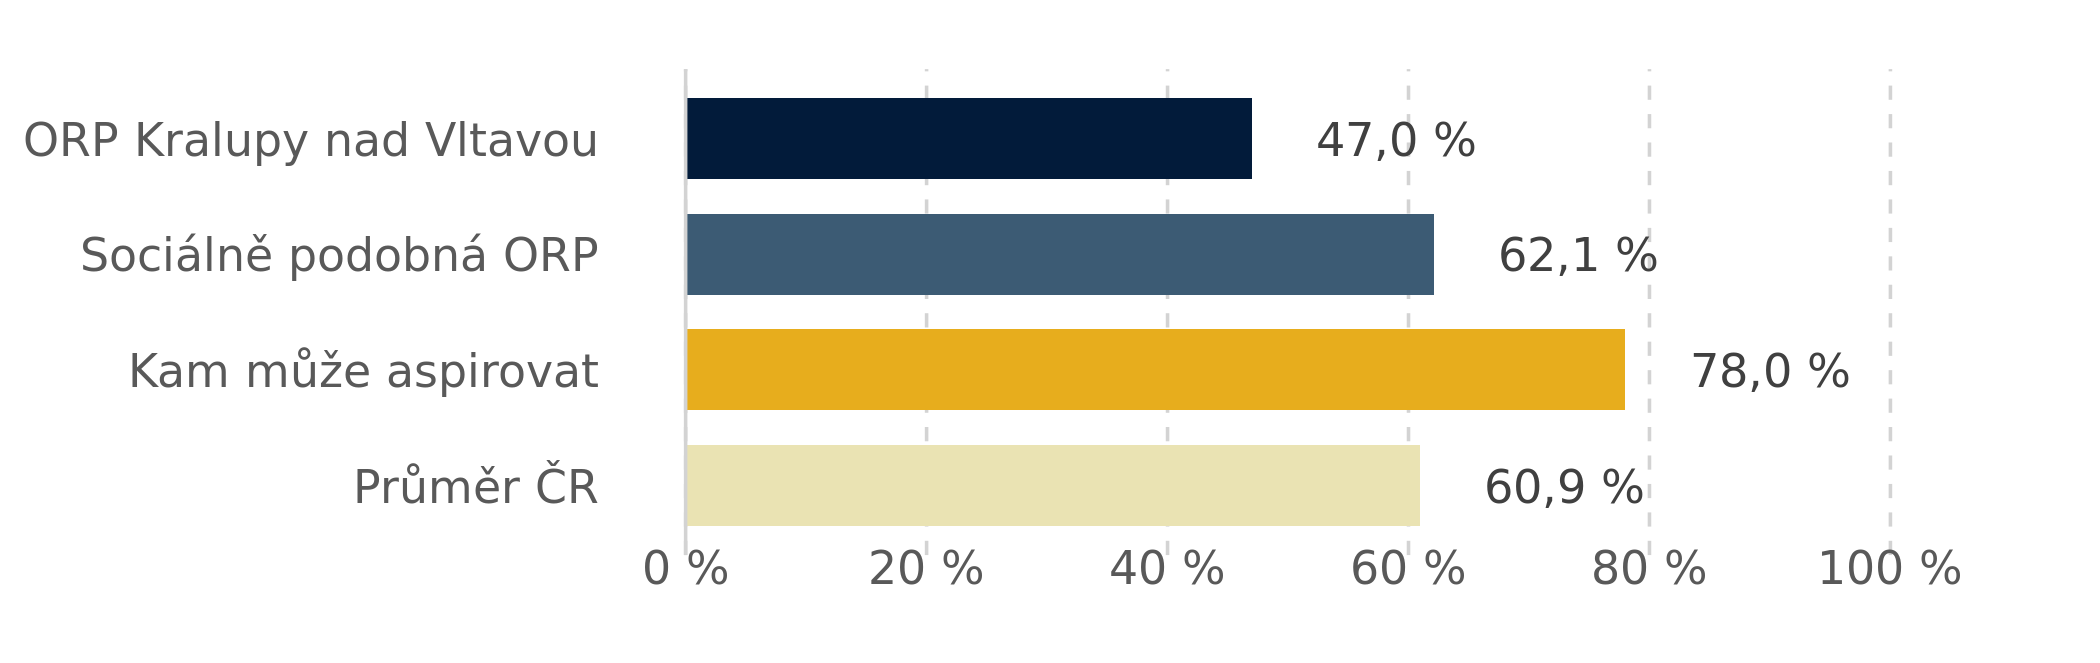 ORP Kralupy nad Vltavou 47,0 %
Sociálně podobná ORP 62,1 %
Kam může aspirovat 78,0 %
Průměr ČR 60,9 %
0 % 20 % 40 % 60 % 80 % 100 %